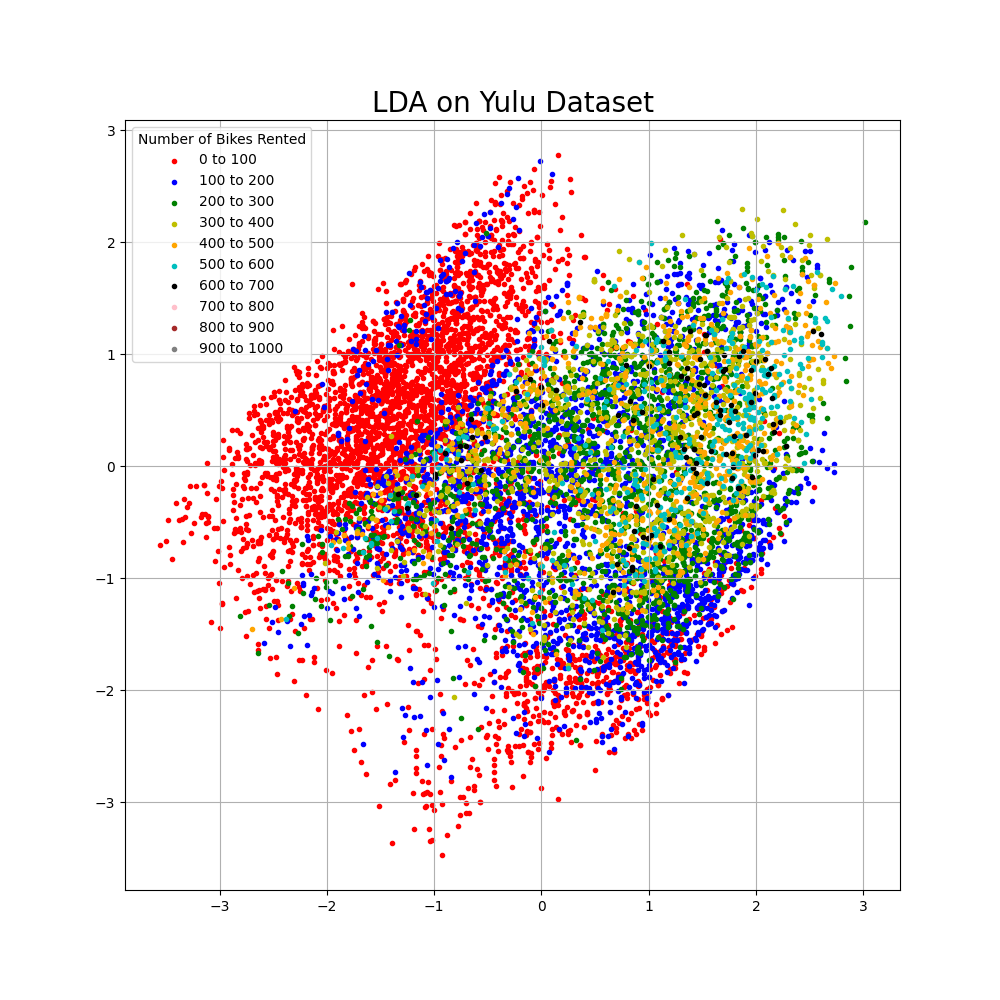 LDA on Yulu Dataset
Number of Bikes Rented
0 to 100
100 to 200
200 to 300
300 to 400
400 to 500
500 to 600
600 to 700
700 to 800
800 to 900
900 to 1000
3
2
1
0
−1
−2
−3
−3 −2 −1 0 1 2 3